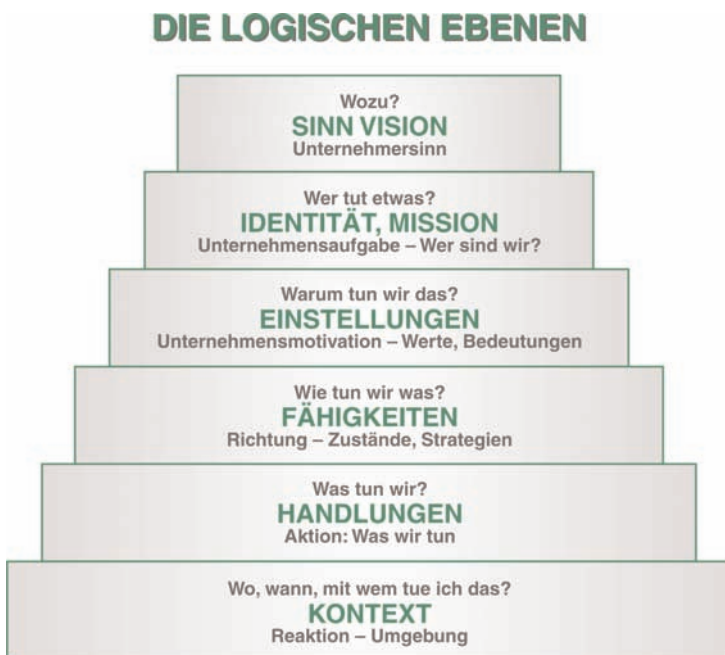 DIE LOGISCHEN EBENEN
Wozu?
SINN VISION
Unternehmersinn
Wer tut etwas?
IDENTITÄT, MISSION
Unternehmensaufgabe – Wer sind wir?
Warum tun wir das?
EINSTELLUNGEN
Unternehmensmotivation – Werte, Bedeutungen
Wie tun wir was?
FÄHIGKEITEN
Richtung – Zustände, Strategien
Was tun wir?
HANDLUNGEN
Aktion: Was wir tun
Wo, wann, mit wem tue ich das?
KONTEXT
Reaktion – Umgebung